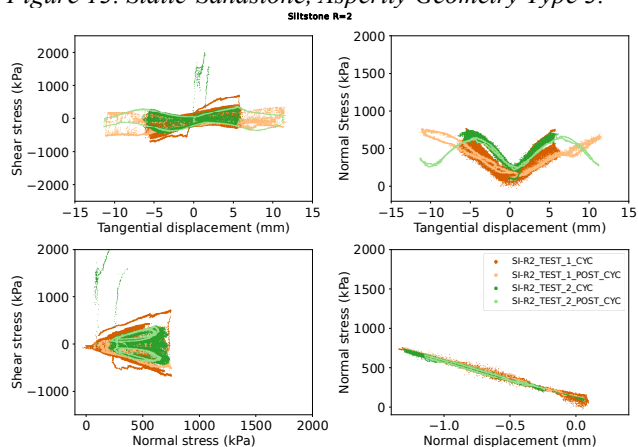 Figure 15. Static Sandstone, Asperity Geometry Type 3.
Siltstone R=2
2000
1000
0
−1000
−2000
Shear stress (kPa)
−15 −10 −5 0 5 10 15
Tangential displacement (mm)
2000
1500
1000
500
0
Normal Stress (kPa)
−15 −10 −5 0 5 10 15
Tangential displacement (mm)
2000
1000
0
−1000
Shear stress (kPa)
0 500 1000 1500 2000
Normal stress (kPa)
2000
1500
1000
500
0
Normal stress (kPa)
−1.0 −0.5 0.0
Normal displacement (mm)
SI-R2_TEST_1_CYC
SI-R2_TEST_1_POST_CYC
SI-R2_TEST_2_CYC
SI-R2_TEST_2_POST_CYC